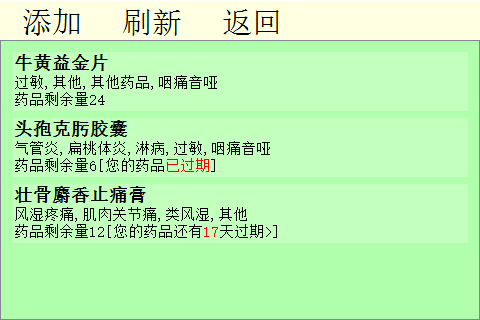 添加 刷新 返回
牛黄益金片
过敏,其他,其他药品,咽痛音哑
药品剩余量24
头孢克肟胶囊
气管炎,扁桃体炎,淋病,过敏,咽痛音哑
药品剩余量6[您的药品已过期]
壮骨麝香止痛膏
风湿疼痛,肌肉关节痛,类风湿,其他
药品剩余量12[您的药品还有17天过期>]